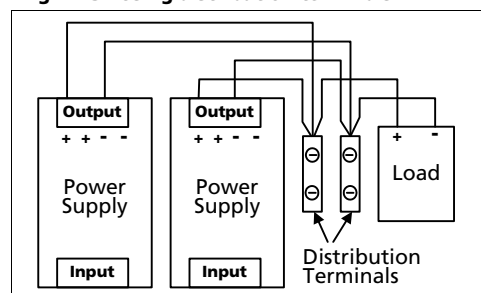 Output
Output
+ + - -
+ + - -
+ -
Power
Supply
Power
Supply
Load
Input
Input
Distribution
Terminals